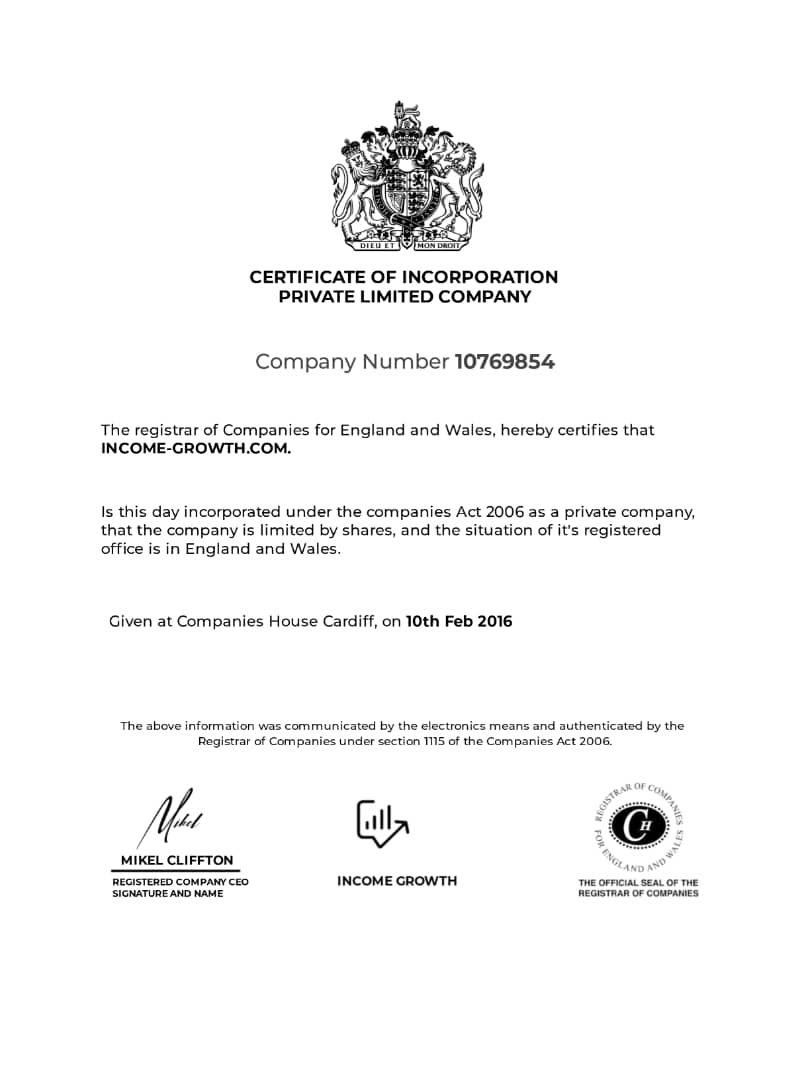 DIEU ET MON DROIT
CERTIFICATE OF INCORPORATION
PRIVATE LIMITED COMPANY
Company Number 10769854
The registrar of Companies for England and Wales, hereby certifies that
INCOME-GROWTH.COM.
Is this day incorporated under the companies Act 2006 as a private company,
that the company is limited by shares, and the situation of it's registered
office is in England and Wales.
Given at Companies House Cardiff, on 10th Feb 2016
The above information was communicated by the electronics means and authenticated by the
Registrar of Companies under section 1115 of the Companies Act 2006.
Mikel
MIKEL CLIFFTON
REGISTERED COMPANY CEO
SIGNATURE AND NAME
INCOME GROWTH
REGISTRAR OF COMPANIES
FOR ENGLAND AND WALES
CH
THE OFFICIAL SEAL OF THE
REGISTRAR OF COMPANIES